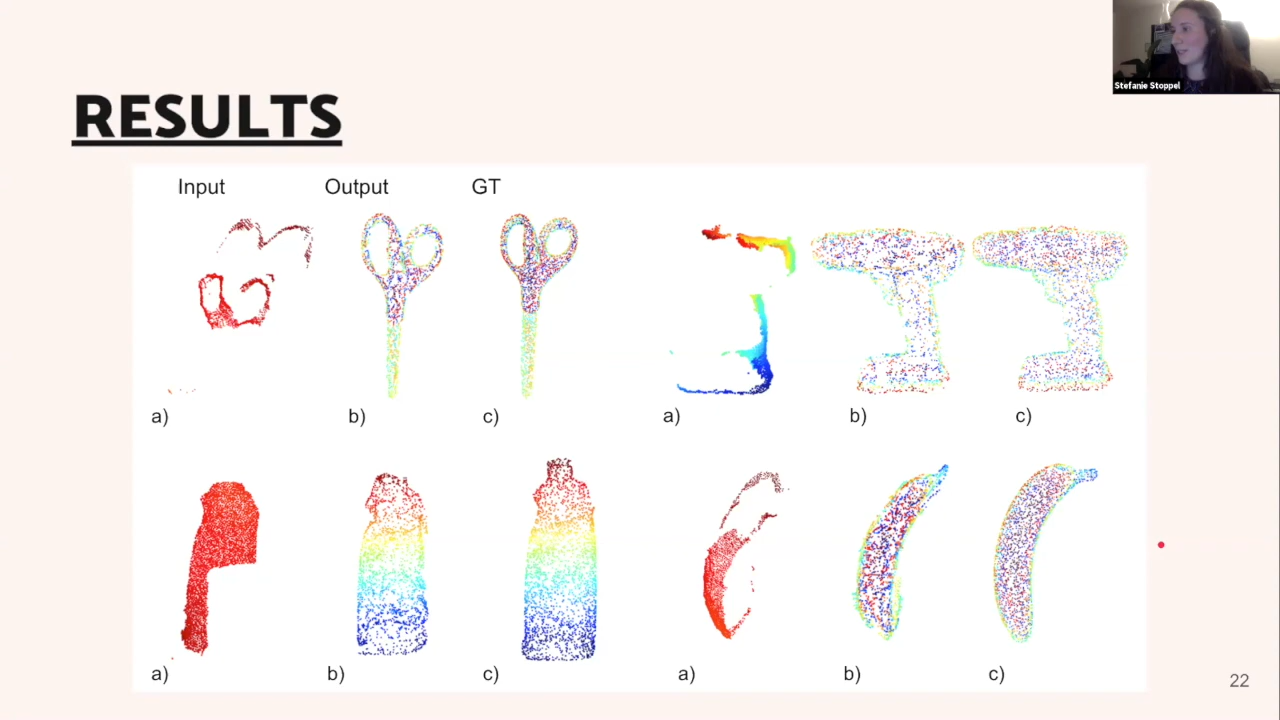 Stefanie Stoppel
RESULTS
Input Output GT
a) b) c) a) b) c)
a) b) c) a) b) c)
22